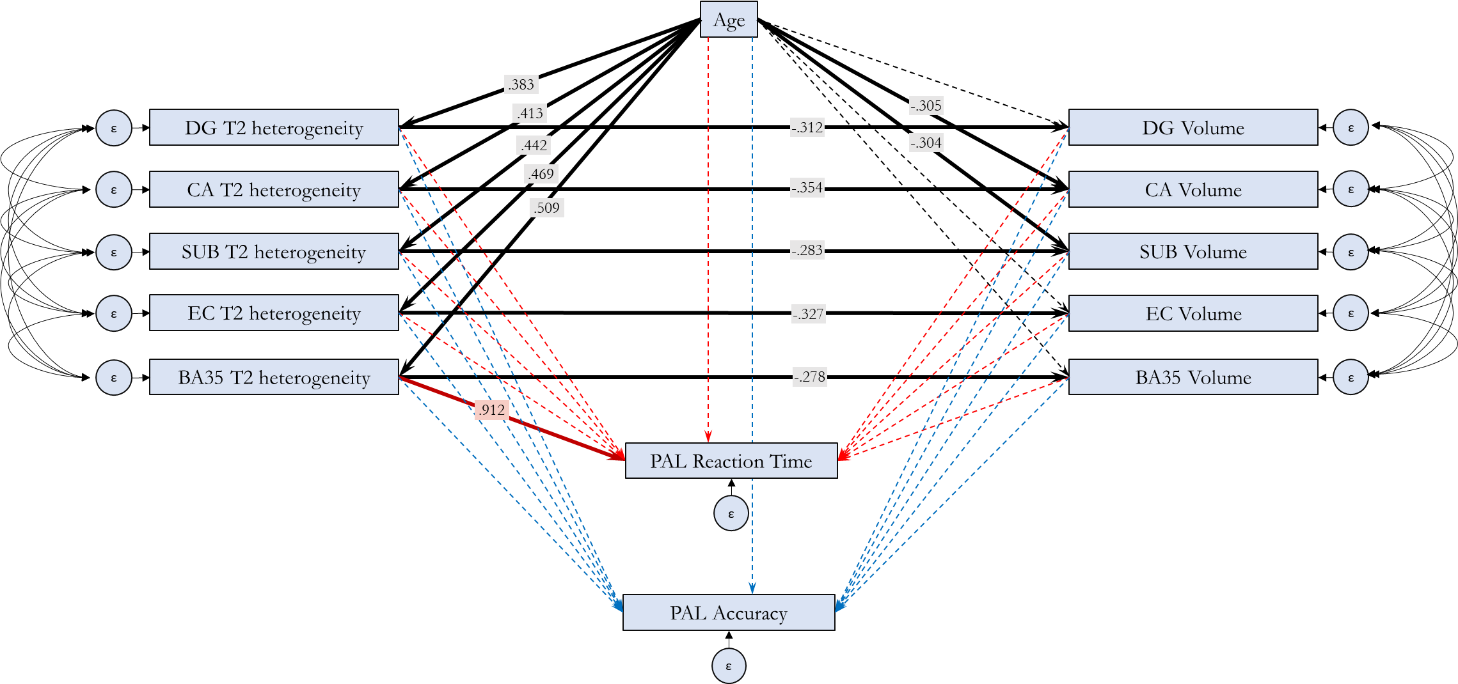 Age
.383
-.305
.413
ε DG T2 heterogeneity -.312 DG Volume ε
.442 -.304
.469
ε CA T2 heterogeneity -.354 CA Volume ε
.509
ε SUB T2 heterogeneity -.283 SUB Volume ε
ε EC T2 heterogeneity -.327 EC Volume ε
ε BA35 T2 heterogeneity -.278 BA35 Volume ε
.912
PAL Reaction Time
ε
PAL Accuracy
ε